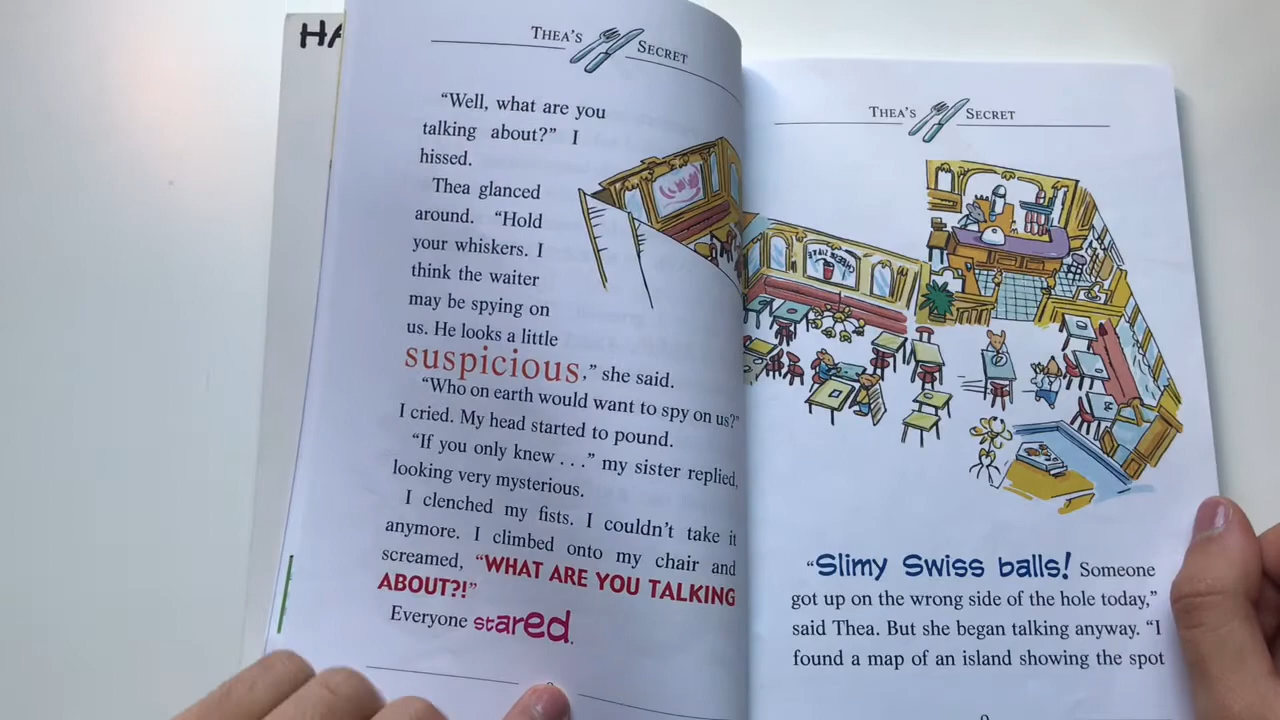 HA
THEA'S SECRET
"Well, what are you
talking about?" I
hissed.
Thea glanced
around. "Hold
your whiskers. I
think the waiter
may be spying on
us. He looks a little
suspicious," she said.
"Who on earth would want to spy on us?"
I cried. My head started to pound.
"If you only knew . . ." my sister replied,
looking very mysterious.
I clenched my fists. I couldn't take it
anymore. I climbed onto my chair and
screamed, "WHAT ARE YOU TALKING
ABOUT?!"
Everyone stared.
THEA'S SECRET
"Slimy Swiss balls! Someone
got up on the wrong side of the hole today,"
said Thea. But she began talking anyway. "I
found a map of an island showing the spot